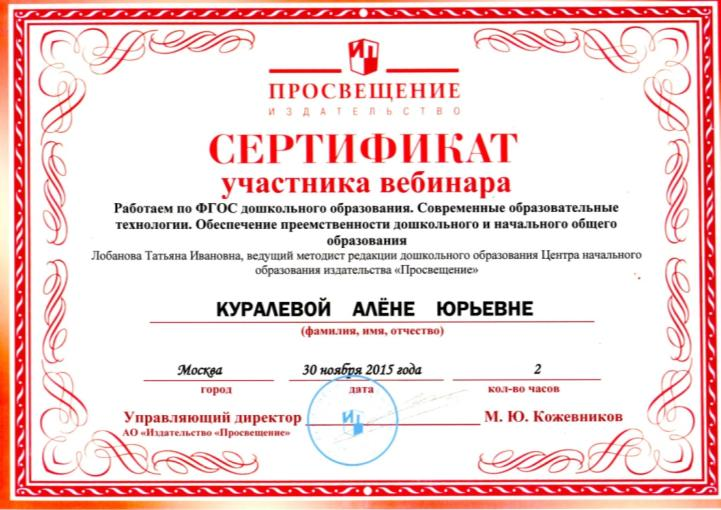 ИП
ПРОСВЕЩЕНИЕ
ИЗДАТЕЛЬСТВО
СЕРТИФИКАТ
участника вебинара
Работаем по ФГОС дошкольного образования. Современные образовательные
технологии. Обеспечение преемственности дошкольного и начального общего
образования
Лобанова Татьяна Ивановна, ведущий методист редакции дошкольного образования Центра начального
образования издательства «Просвещение»
КУРАЛЕВОЙ АЛЁНЕ ЮРЬЕВНЕ
(фамилия, имя, отчество)
Москва 30 ноября 2015 года 2
город дата кол-во часов
Управляющий директор М. Ю. Кожевников
АО «Издательство «Просвещение»
ИП